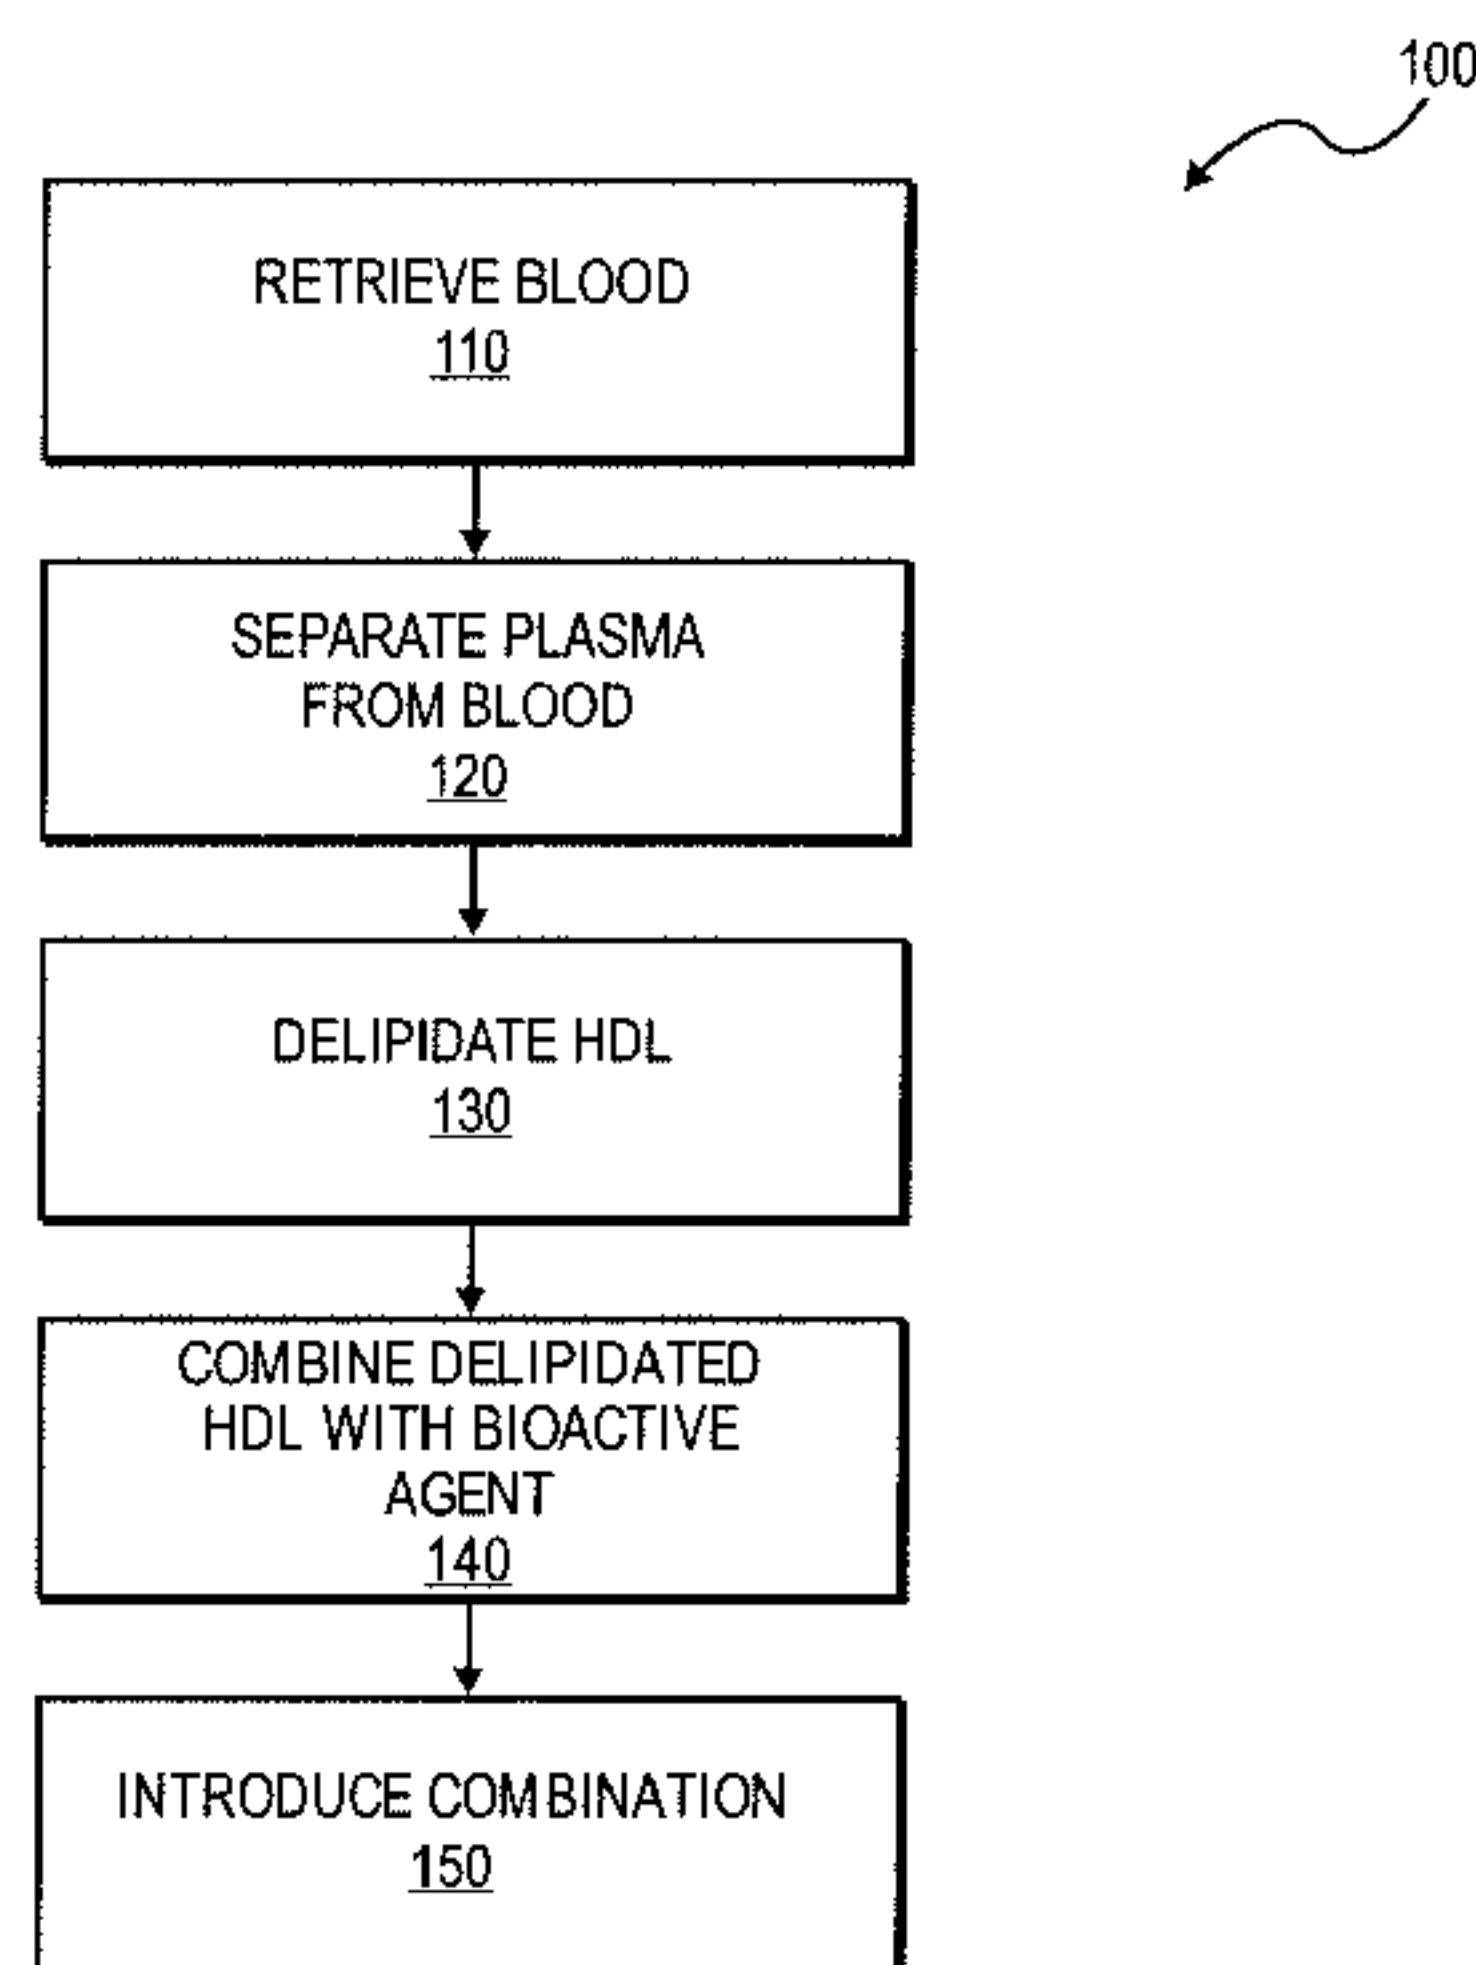 100
RETRIEVE BLOOD
110
SEPARATE PLASMA
FROM BLOOD
120
DELIPIDATE HDL
130
COMBINE DELIPIDATED
HDL WITH BIOACTIVE
AGENT
140
INTRODUCE COMBINATION
150